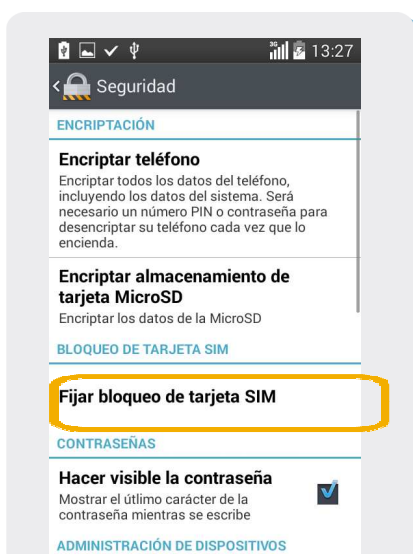 3G 13:27
Seguridad
ENCRIPTACIÓN
Encriptar teléfono
Encriptar todos los datos del teléfono,
incluyendo los datos del sistema. Será
necesario un número PIN o contraseña para
desencriptar su teléfono cada vez que lo
encienda.
Encriptar almacenamiento de
tarjeta MicroSD
Encriptar los datos de la MicroSD
BLOQUEO DE TARJETA SIM
Fijar bloqueo de tarjeta SIM
CONTRASEÑAS
Hacer visible la contraseña
Mostrar el útlimo carácter de la
contraseña mientras se escribe
ADMINISTRACIÓN DE DISPOSITIVOS